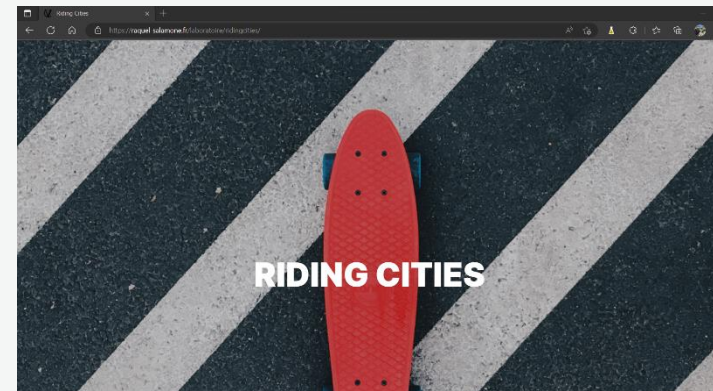 Riding Cities
https://raquel-salamone.fr/laboratoire/ridingcities/
RIDING CITIES